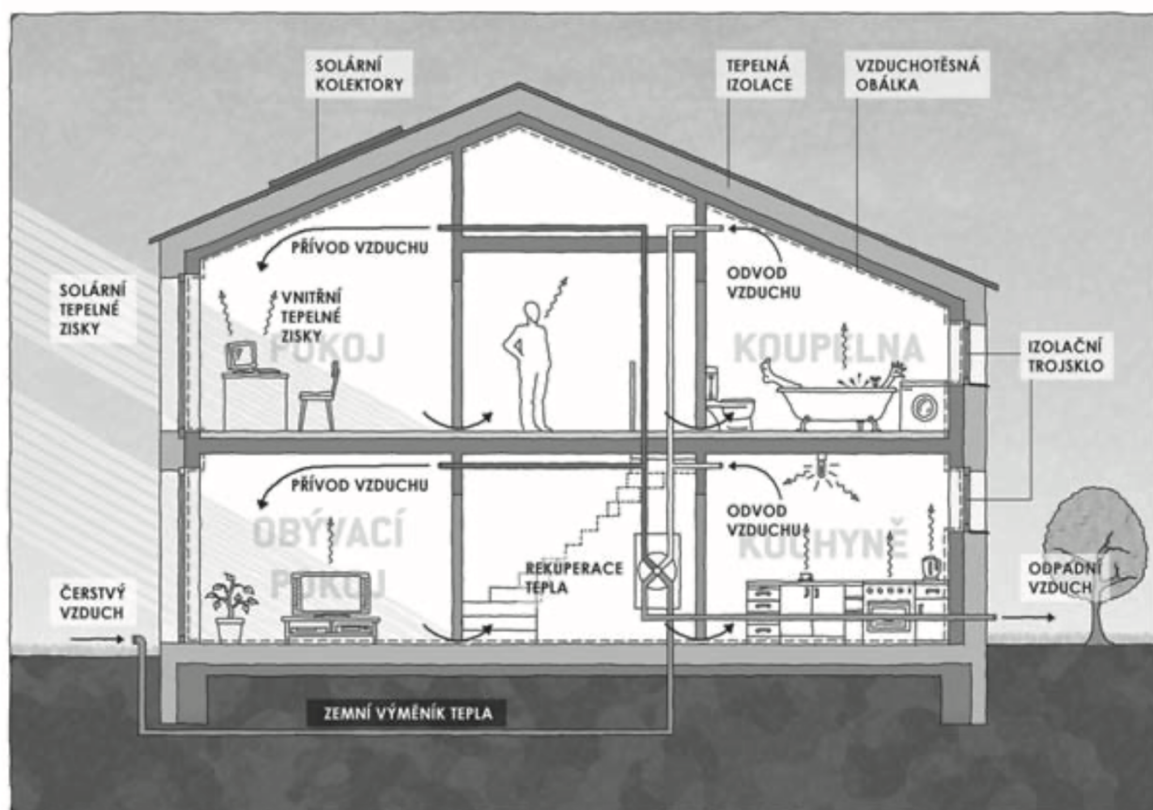 SOLÁRNÍ
KOLEKTORY
TEPELNÁ
IZOLACE
VZDUCHOTĚSNÁ
OBÁLKA
PŘÍVOD VZDUCHU
ODVOD
VZDUCHU
SOLÁRNÍ
TEPELNÉ
ZISKY
VNITŘNÍ
TEPELNÉ
ZISKY
POKOJ
KOUPELNA
IZOLAČNÍ
TROJSKLO
PŘÍVOD VZDUCHU
ODVOD
VZDUCHU
OBÝVACÍ
POKOJ
KUCHYNĚ
REKUPERACE
TEPLA
ČERSTVÝ
VZDUCH
ODPADNÍ
VZDUCH
ZEMNÍ VÝMĚNÍK TEPLA